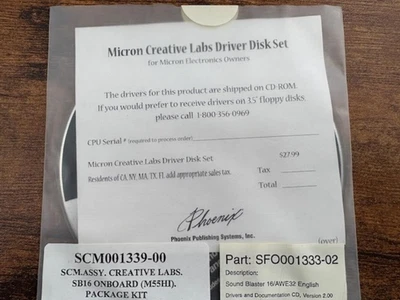 Micron Creative Labs Driver Disk Set
for Micron Electronics Owners
The drivers for this product are shipped on CD-ROM.
If you would prefer to receive drivers on 3.5" floppy disks,
please call 1-800-356-0969
CPU Serial # (required to process order)
Micron Creative Labs Driver Disk Set $27.99
Residents of CA, NY, MA, TX, FL add appropriate sales tax. Tax
Total
Phoenix
Phoenix Publishing Systems, Inc.
(over)
SCM001339-00
SCM.ASSY. CREATIVE LABS.
SB16 ONBOARD (M55HI).
PACKAGE KIT
Part: SFO001333-02
Description:
Sound Blaster 16/AWE32 English
Drivers and Documentation CD, Version 2.00